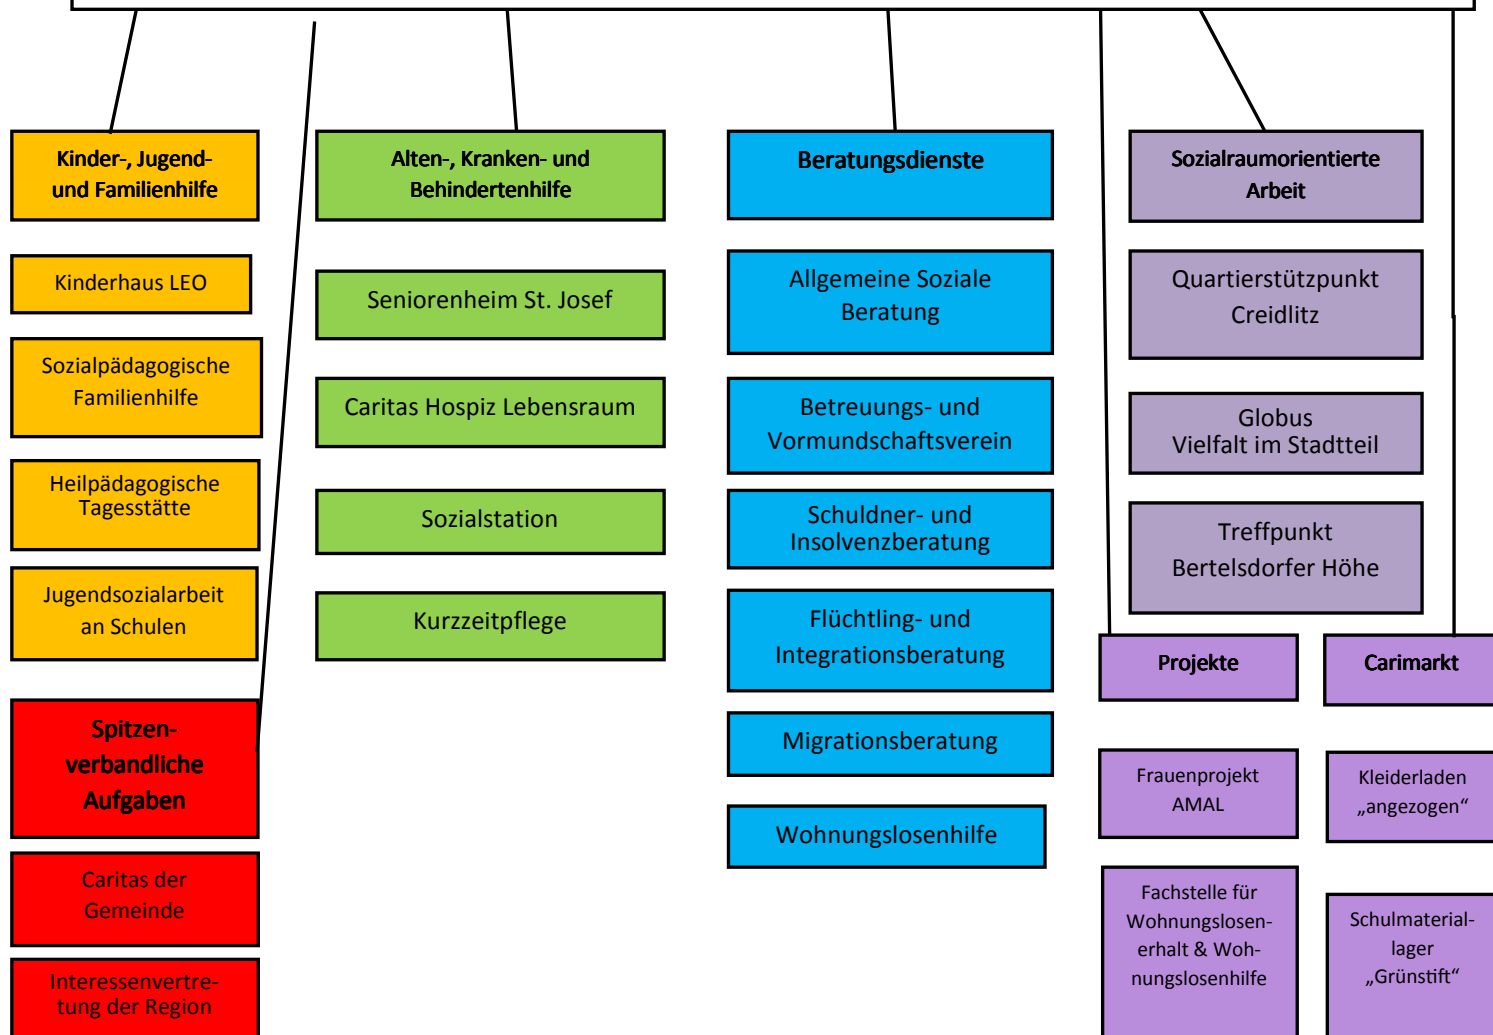 Kinder-, Jugend-
und Familienhilfe
Kinderhaus LEO
Sozialpädagogische
Familienhilfe
Heilpädagogische
Tagesstätte
Jugendsozialarbeit
an Schulen
Spitzen-
verbandliche
Aufgaben
Caritas der
Gemeinde
Interessenvertre-
tung der Region
Alten-, Kranken- und
Behindertenhilfe
Seniorenheim St. Josef
Caritas Hospiz Lebensraum
Sozialstation
Kurzzeitpflege
Beratungsdienste
Allgemeine Soziale
Beratung
Betreuungs- und
Vormundschaftsverein
Schuldner- und
Insolvenzberatung
Flüchtling- und
Integrationsberatung
Migrationsberatung
Wohnungslosenhilfe
Sozialraumorientierte
Arbeit
Quartierstützpunkt
Creidlitz
Globus
Vielfalt im Stadtteil
Treffpunkt
Bertelsdorfer Höhe
Projekte
Frauenprojekt
AMAL
Fachstelle für
Wohnungslosen-
erhalt & Woh-
nungslosenhilfe
Carimarkt
Kleiderladen
„angezogen“
Schulmaterial-
lager
„Grünstift“